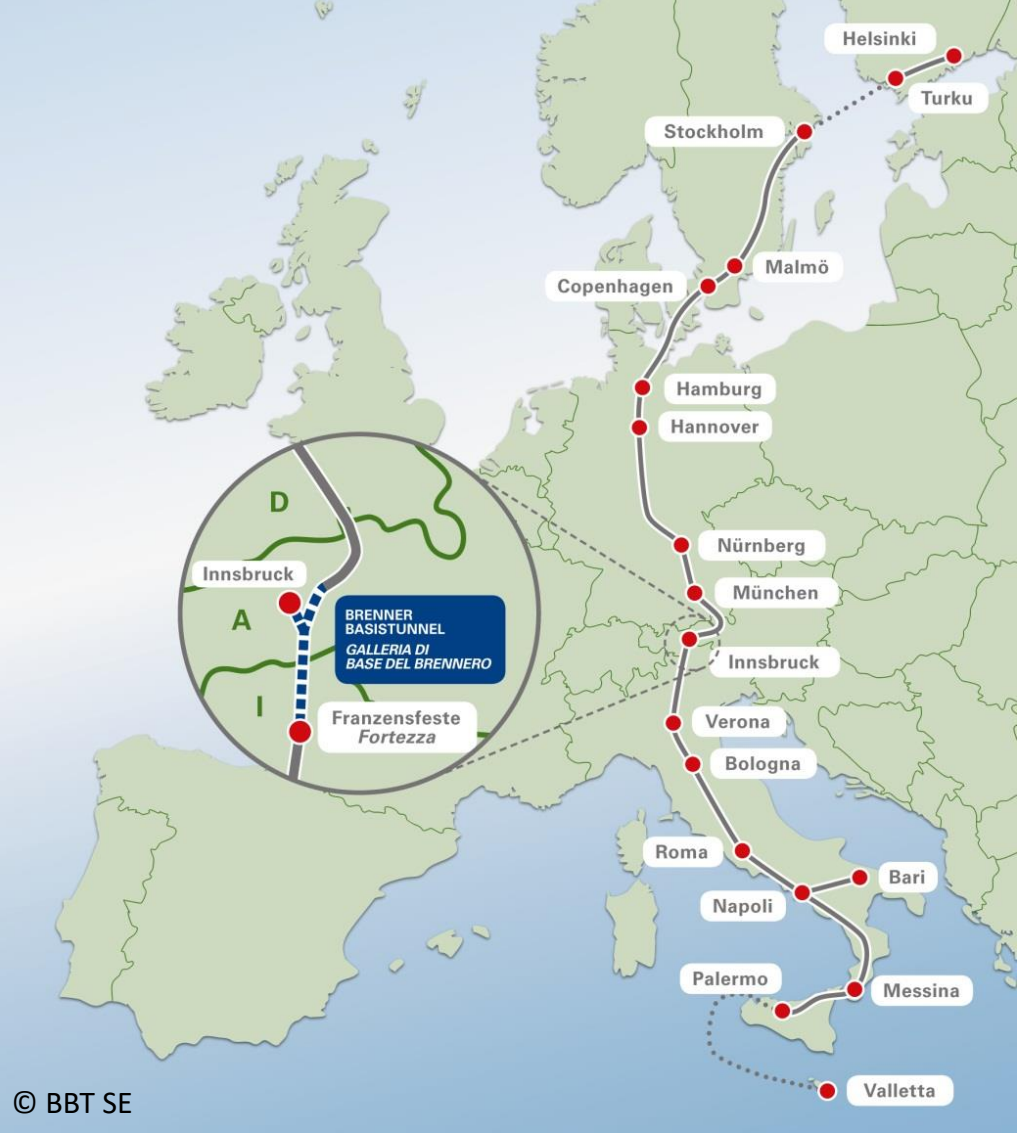 Helsinki
Turku
Stockholm
Malmö
Copenhagen
Hamburg
Hannover
D
Innsbruck
A
BRENNER
BASISTUNNEL
GALLERIA DI
BASE DEL BRENNERO
I
Franzensfeste
Fortezza
Nürnberg
München
Innsbruck
Verona
Bologna
Roma
Bari
Napoli
Palermo
Messina
Valletta
© BBT SE